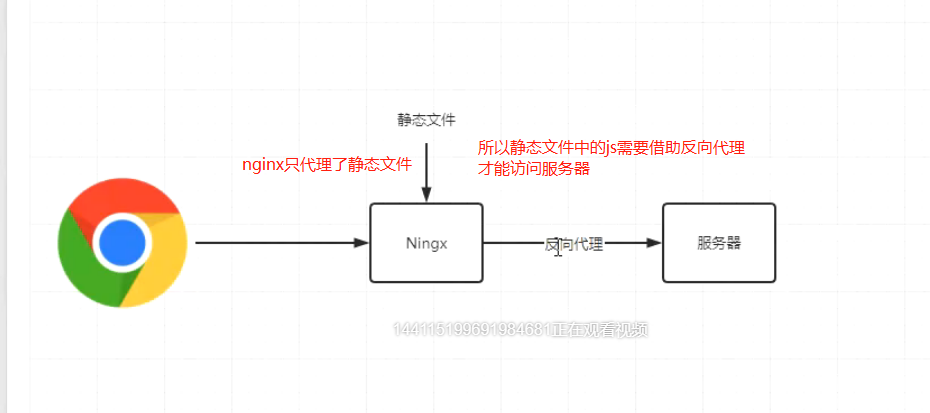 静态文件
nginx只代理了静态文件
所以静态文件中的js需要借助反向代理
才能访问服务器
Ningx
反向代理
服务器
144115199691984681正在观看视频